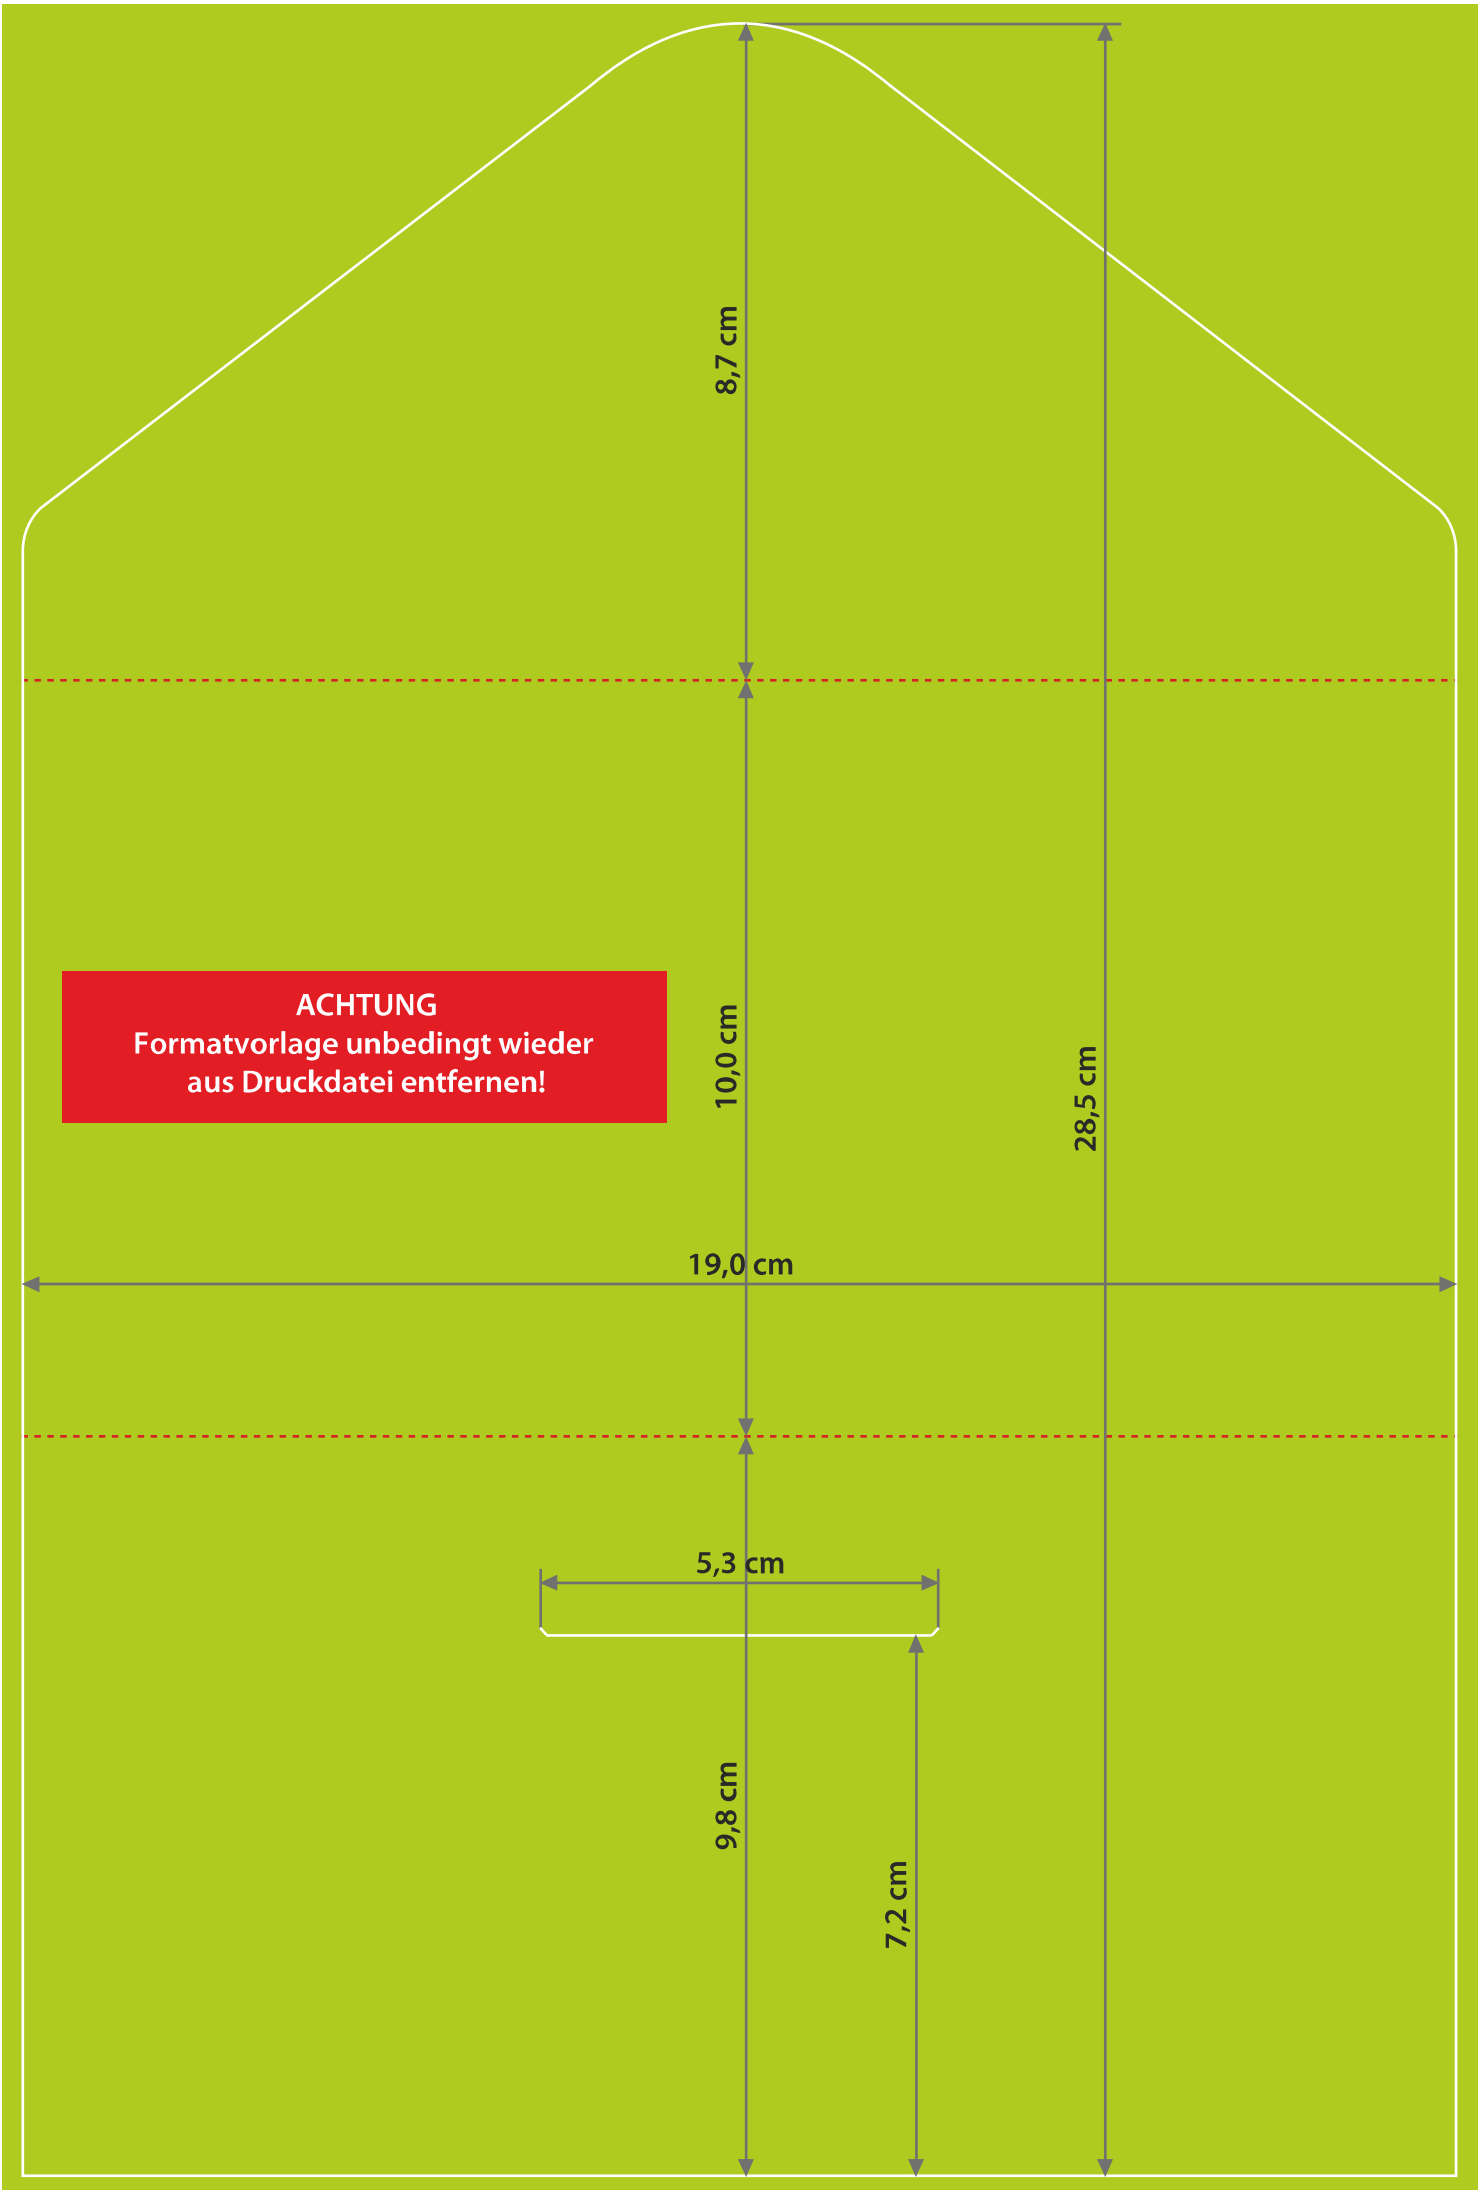 8,7 cm
ACHTUNG
Formatvorlage unbedingt wieder
aus Druckdatei entfernen!
10,0 cm
28,5 cm
19,0 cm
5,3 cm
9,8 cm
7,2 cm